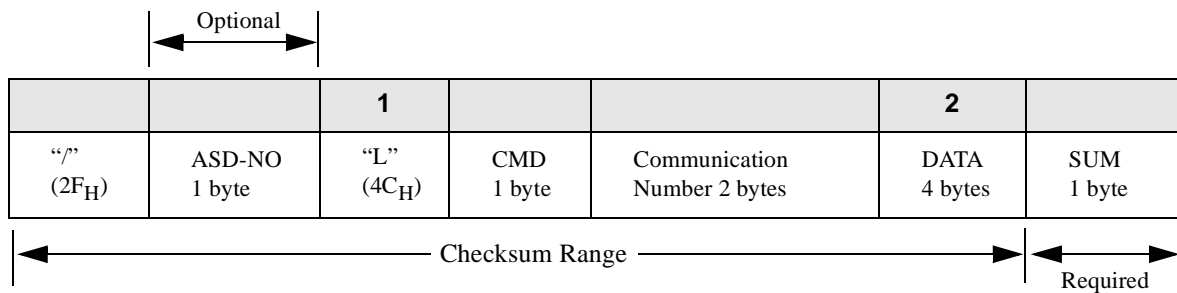 Optional
1
2
“/”
(2FH)
ASD-NO
1 byte
“L”
(4CH)
CMD
1 byte
Communication
Number 2 bytes
DATA
4 bytes
SUM
1 byte
Checksum Range
Required